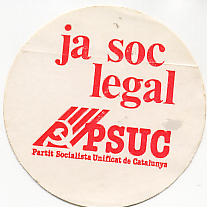 ja soc
legal
PSUC
Partit Socialista Unificat de Catalunya